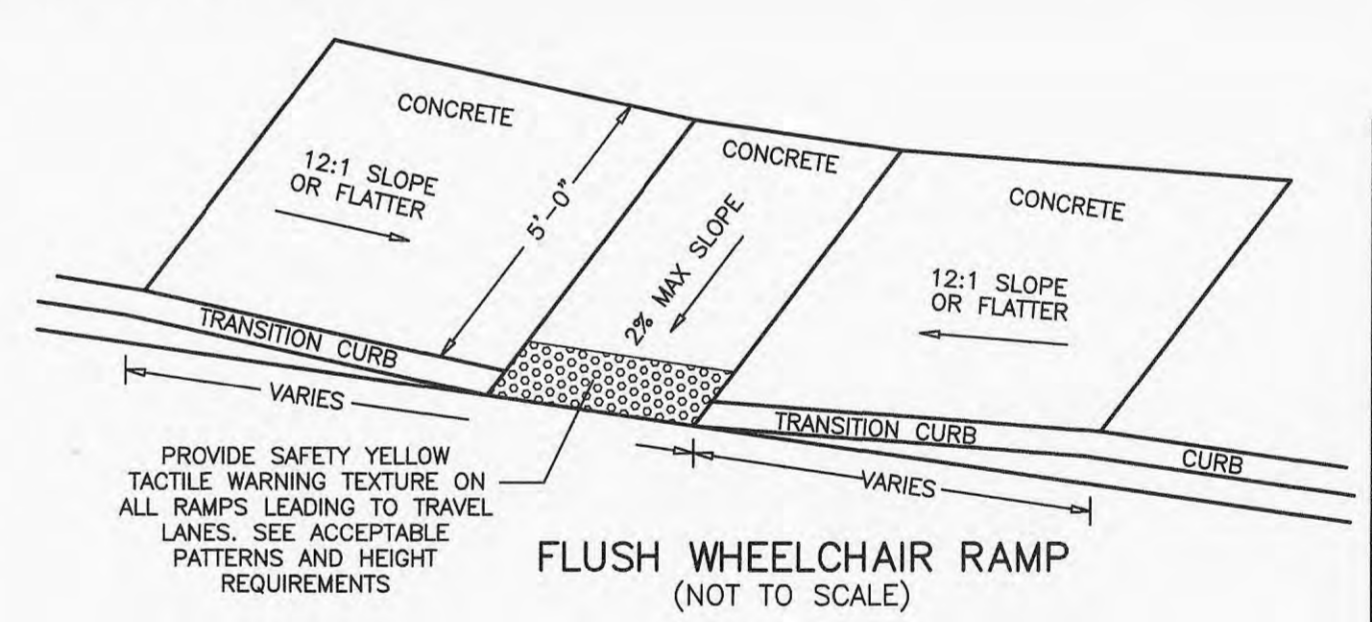 CONCRETE
12:1 SLOPE
OR FLATTER
5'-0"
CONCRETE
2% MAX SLOPE
CONCRETE
12:1 SLOPE
OR FLATTER
TRANSITION CURB
VARIES
TRANSITION CURB
CURB
VARIES
PROVIDE SAFETY YELLOW
TACTILE WARNING TEXTURE ON
ALL RAMPS LEADING TO TRAVEL
LANES. SEE ACCEPTABLE
PATTERNS AND HEIGHT
REQUIREMENTS
FLUSH WHEELCHAIR RAMP
(NOT TO SCALE)